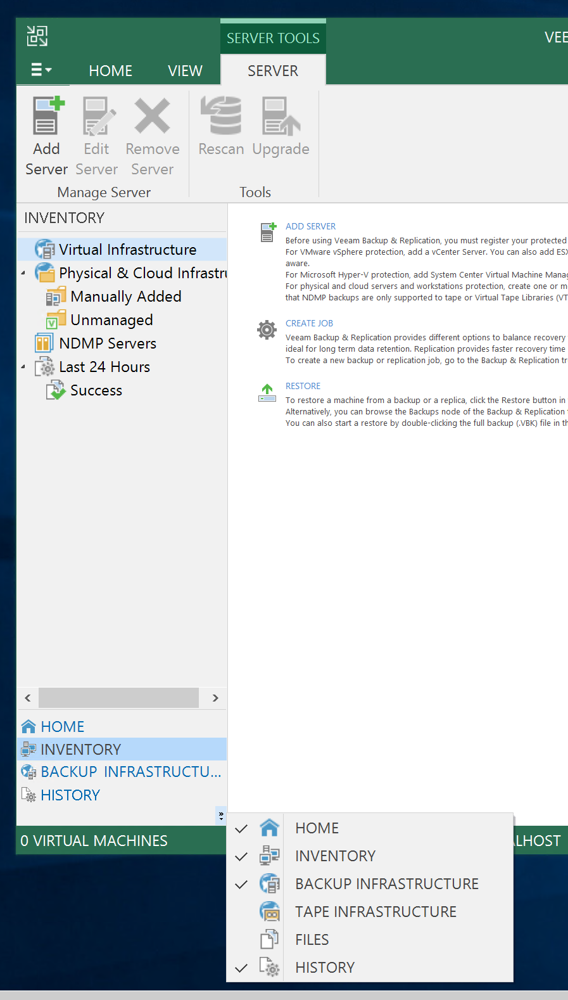 SERVER TOOLS
VEE
HOME
VIEW
SERVER
Add Server
Edit Server
Remove Server
Rescan
Upgrade
Manage Server
Tools
INVENTORY
Virtual Infrastructure
Physical & Cloud Infrastru
Manually Added
Unmanaged
NDMP Servers
Last 24 Hours
Success
ADD SERVER
Before using Veeam Backup & Replication, you must register your protected
For VMware vSphere protection, add a vCenter Server. You can also add ESX
aware.
For Microsoft Hyper-V protection, add System Center Virtual Machine Manag
For physical and cloud servers and workstations protection, create one or m
that NDMP backups are only supported to tape or Virtual Tape Libraries (VT
CREATE JOB
Veeam Backup & Replication provides different options to balance recovery
ideal for long term data retention. Replication provides faster recovery time
To create a new backup or replication job, go to the Backup & Replication tr
RESTORE
To restore a machine from a backup or a replica, click the Restore button in
Alternatively, you can browse the Backups node of the Backup & Replication
You can also start a restore by double-clicking the full backup (.VBK) file in th
HOME
INVENTORY
BACKUP INFRASTRUCTU...
HISTORY
0 VIRTUAL MACHINES
LHOST
HOME
INVENTORY
BACKUP INFRASTRUCTURE
TAPE INFRASTRUCTURE
FILES
HISTORY